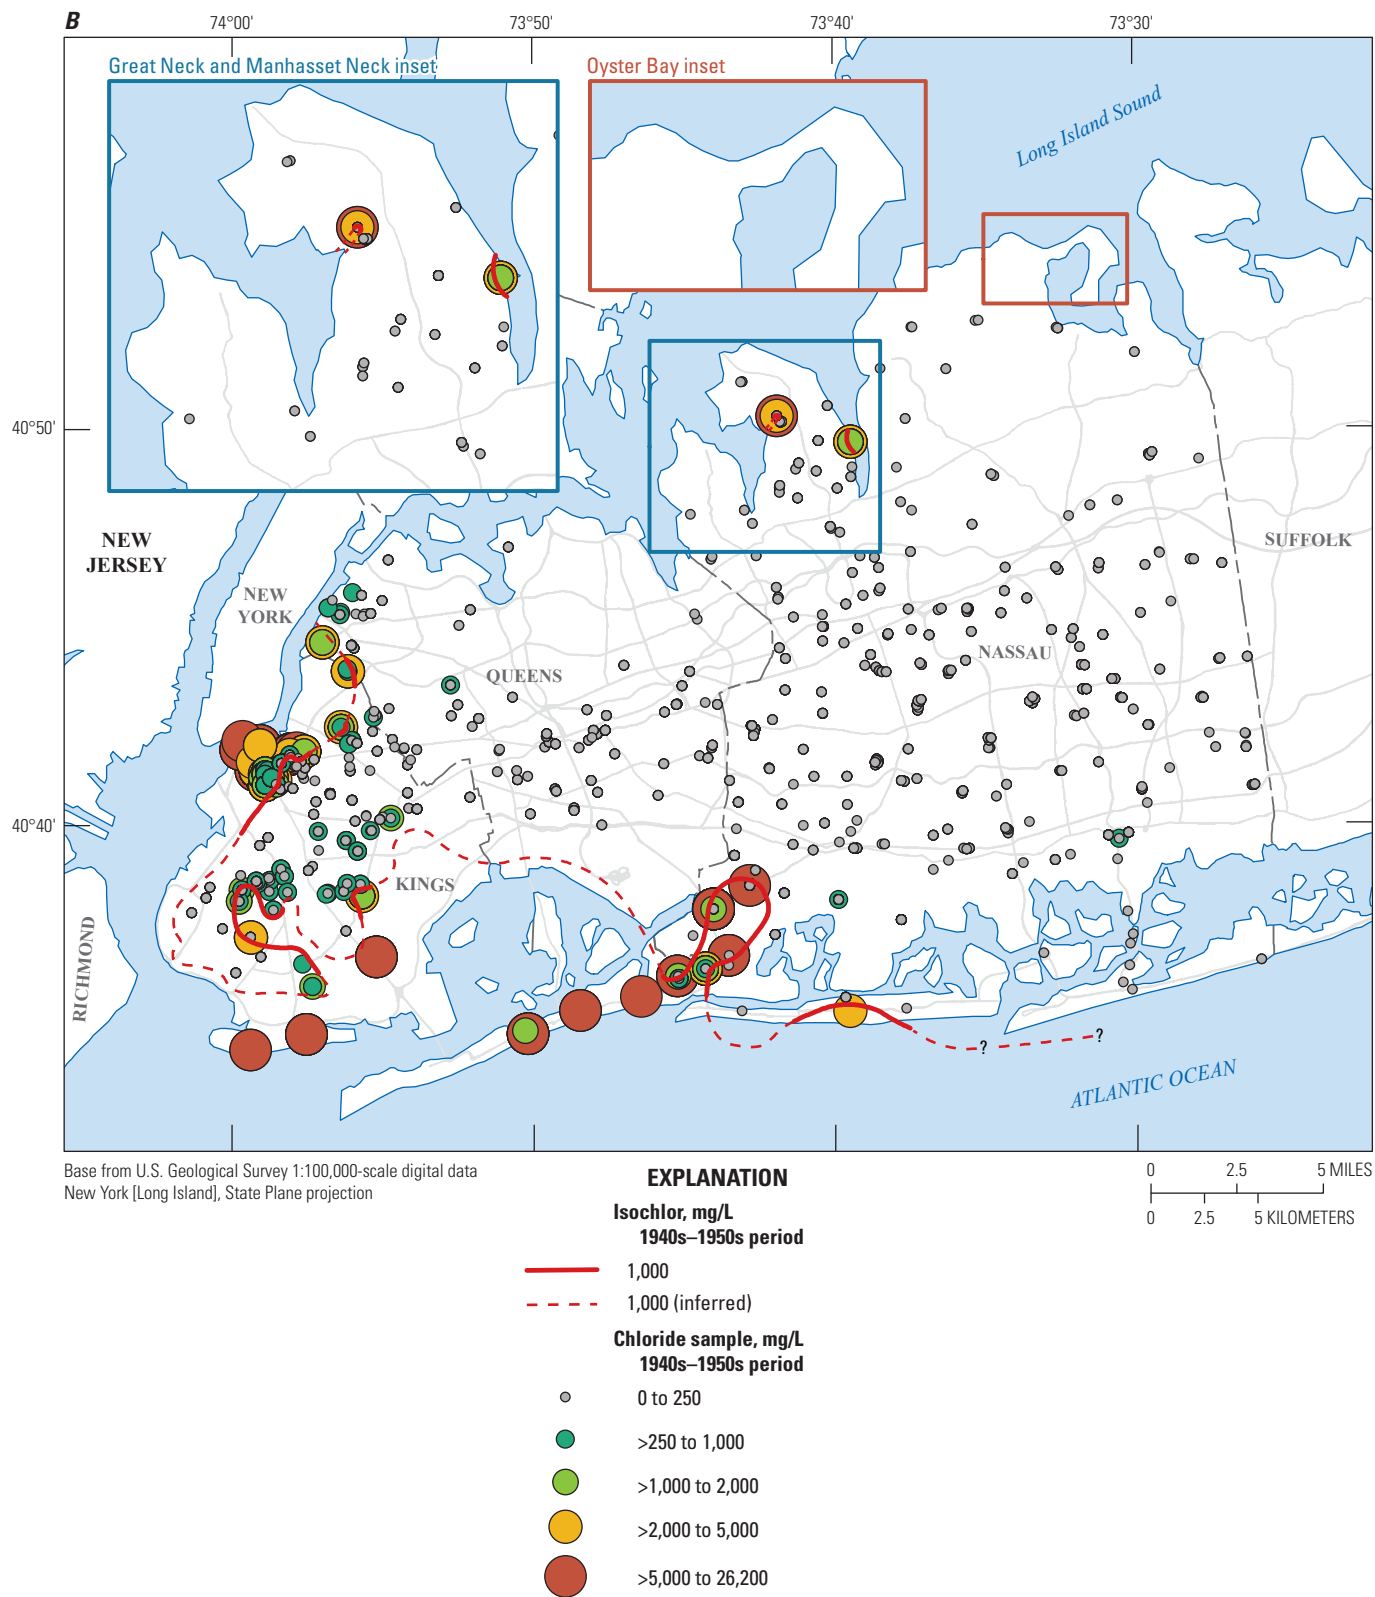 B
74°00'
73°50'
73°40'
73°30'
Great Neck and Manhasset Neck inset
Oyster Bay inset
Long Island Sound
40°50'
NEW
JERSEY
SUFFOLK
NEW
YORK
NASSAU
QUEENS
40°40'
KINGS
RICHMOND
?
?
ATLANTIC OCEAN
Base from U.S. Geological Survey 1:100,000-scale digital data
New York [Long Island], State Plane projection
0 2.5 5 MILES
0 2.5 5 KILOMETERS
EXPLANATION
Isochlor, mg/L
1940s–1950s period
1,000
1,000 (inferred)
Chloride sample, mg/L
1940s–1950s period
0 to 250
>250 to 1,000
>1,000 to 2,000
>2,000 to 5,000
>5,000 to 26,200